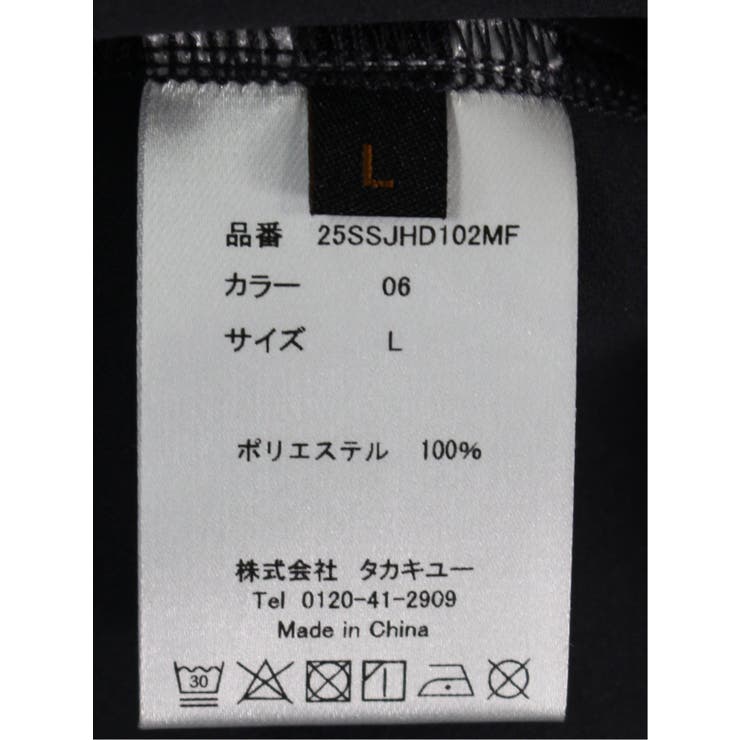 L
品番 25SSJHD102MF
カラー 06
サイズ L
ポリエステル 100%
株式会社 タカキユー
Tel 0120-41-2909
Made in China
30